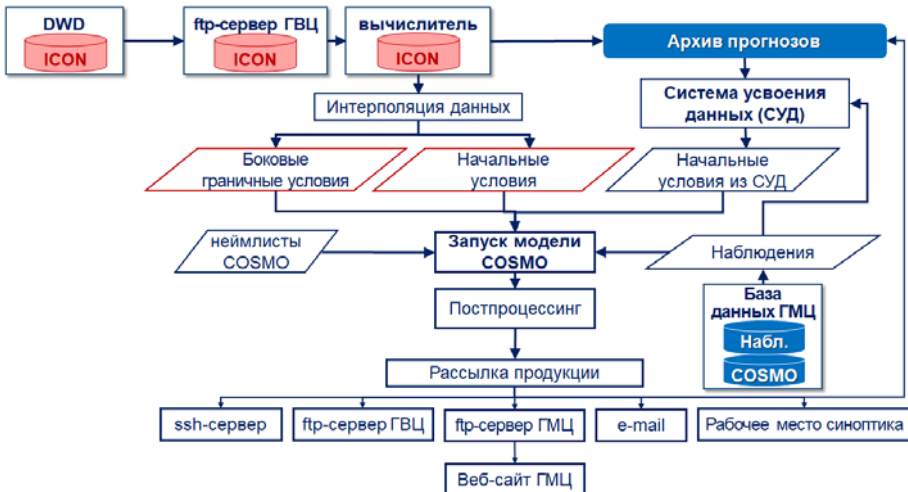 DWD
ICON
ftp-сервер ГВЦ
ICON
вычислитель
ICON
Архив прогнозов
Интерполяция данных
Система усвоения
данных (СУД)
Боковые
граничные условия
Начальные
условия
Начальные
условия из СУД
неймлисты
COSMO
Запуск модели
COSMO
Наблюдения
Постпроцессинг
База
данных ГМЦ
Набл.
COSMO
Рассылка продукции
ssh-сервер
ftp-сервер ГВЦ
ftp-сервер ГМЦ
e-mail
Рабочее место синоптика
Веб-сайт ГМЦ